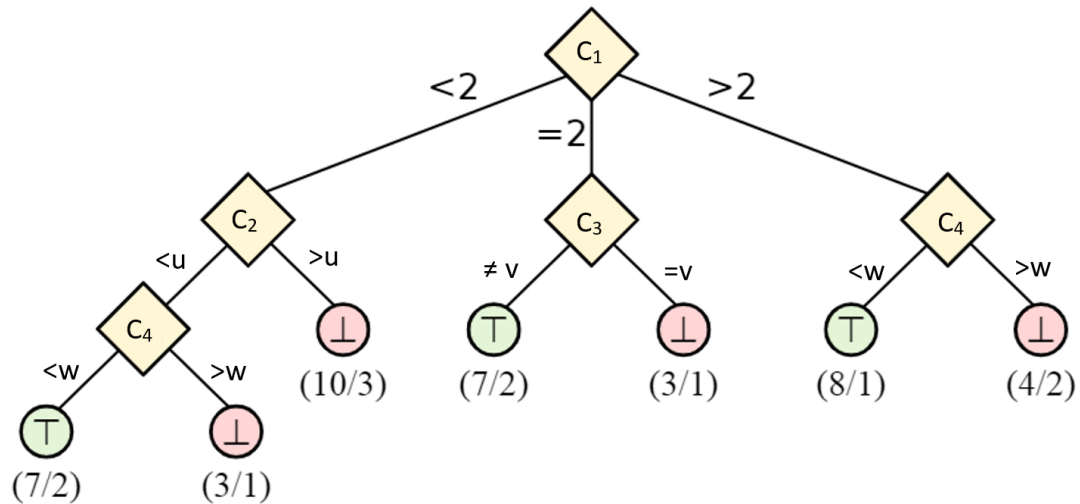 C₁
<2
=2
>2
C₂
C₃
C₄
<u
>u
≠ v
=v
<w
>w
C₄
⊥
⊤
⊥
⊤
⊥
<w
>w
(10/3)
(7/2)
(3/1)
(8/1)
(4/2)
⊤
⊥
(7/2)
(3/1)